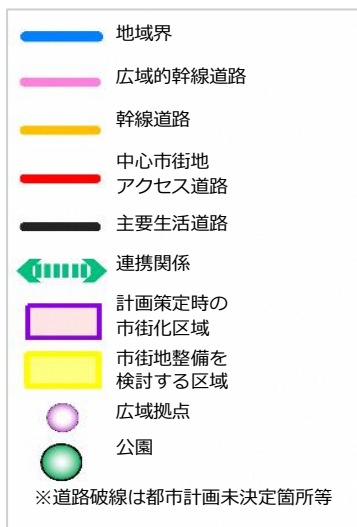 地域界
広域的幹線道路
幹線道路
中心市街地
アクセス道路
主要生活道路
連携関係
計画策定時の
市街化区域
市街地整備を
検討する区域
広域拠点
公園
※道路破線は都市計画未決定箇所等